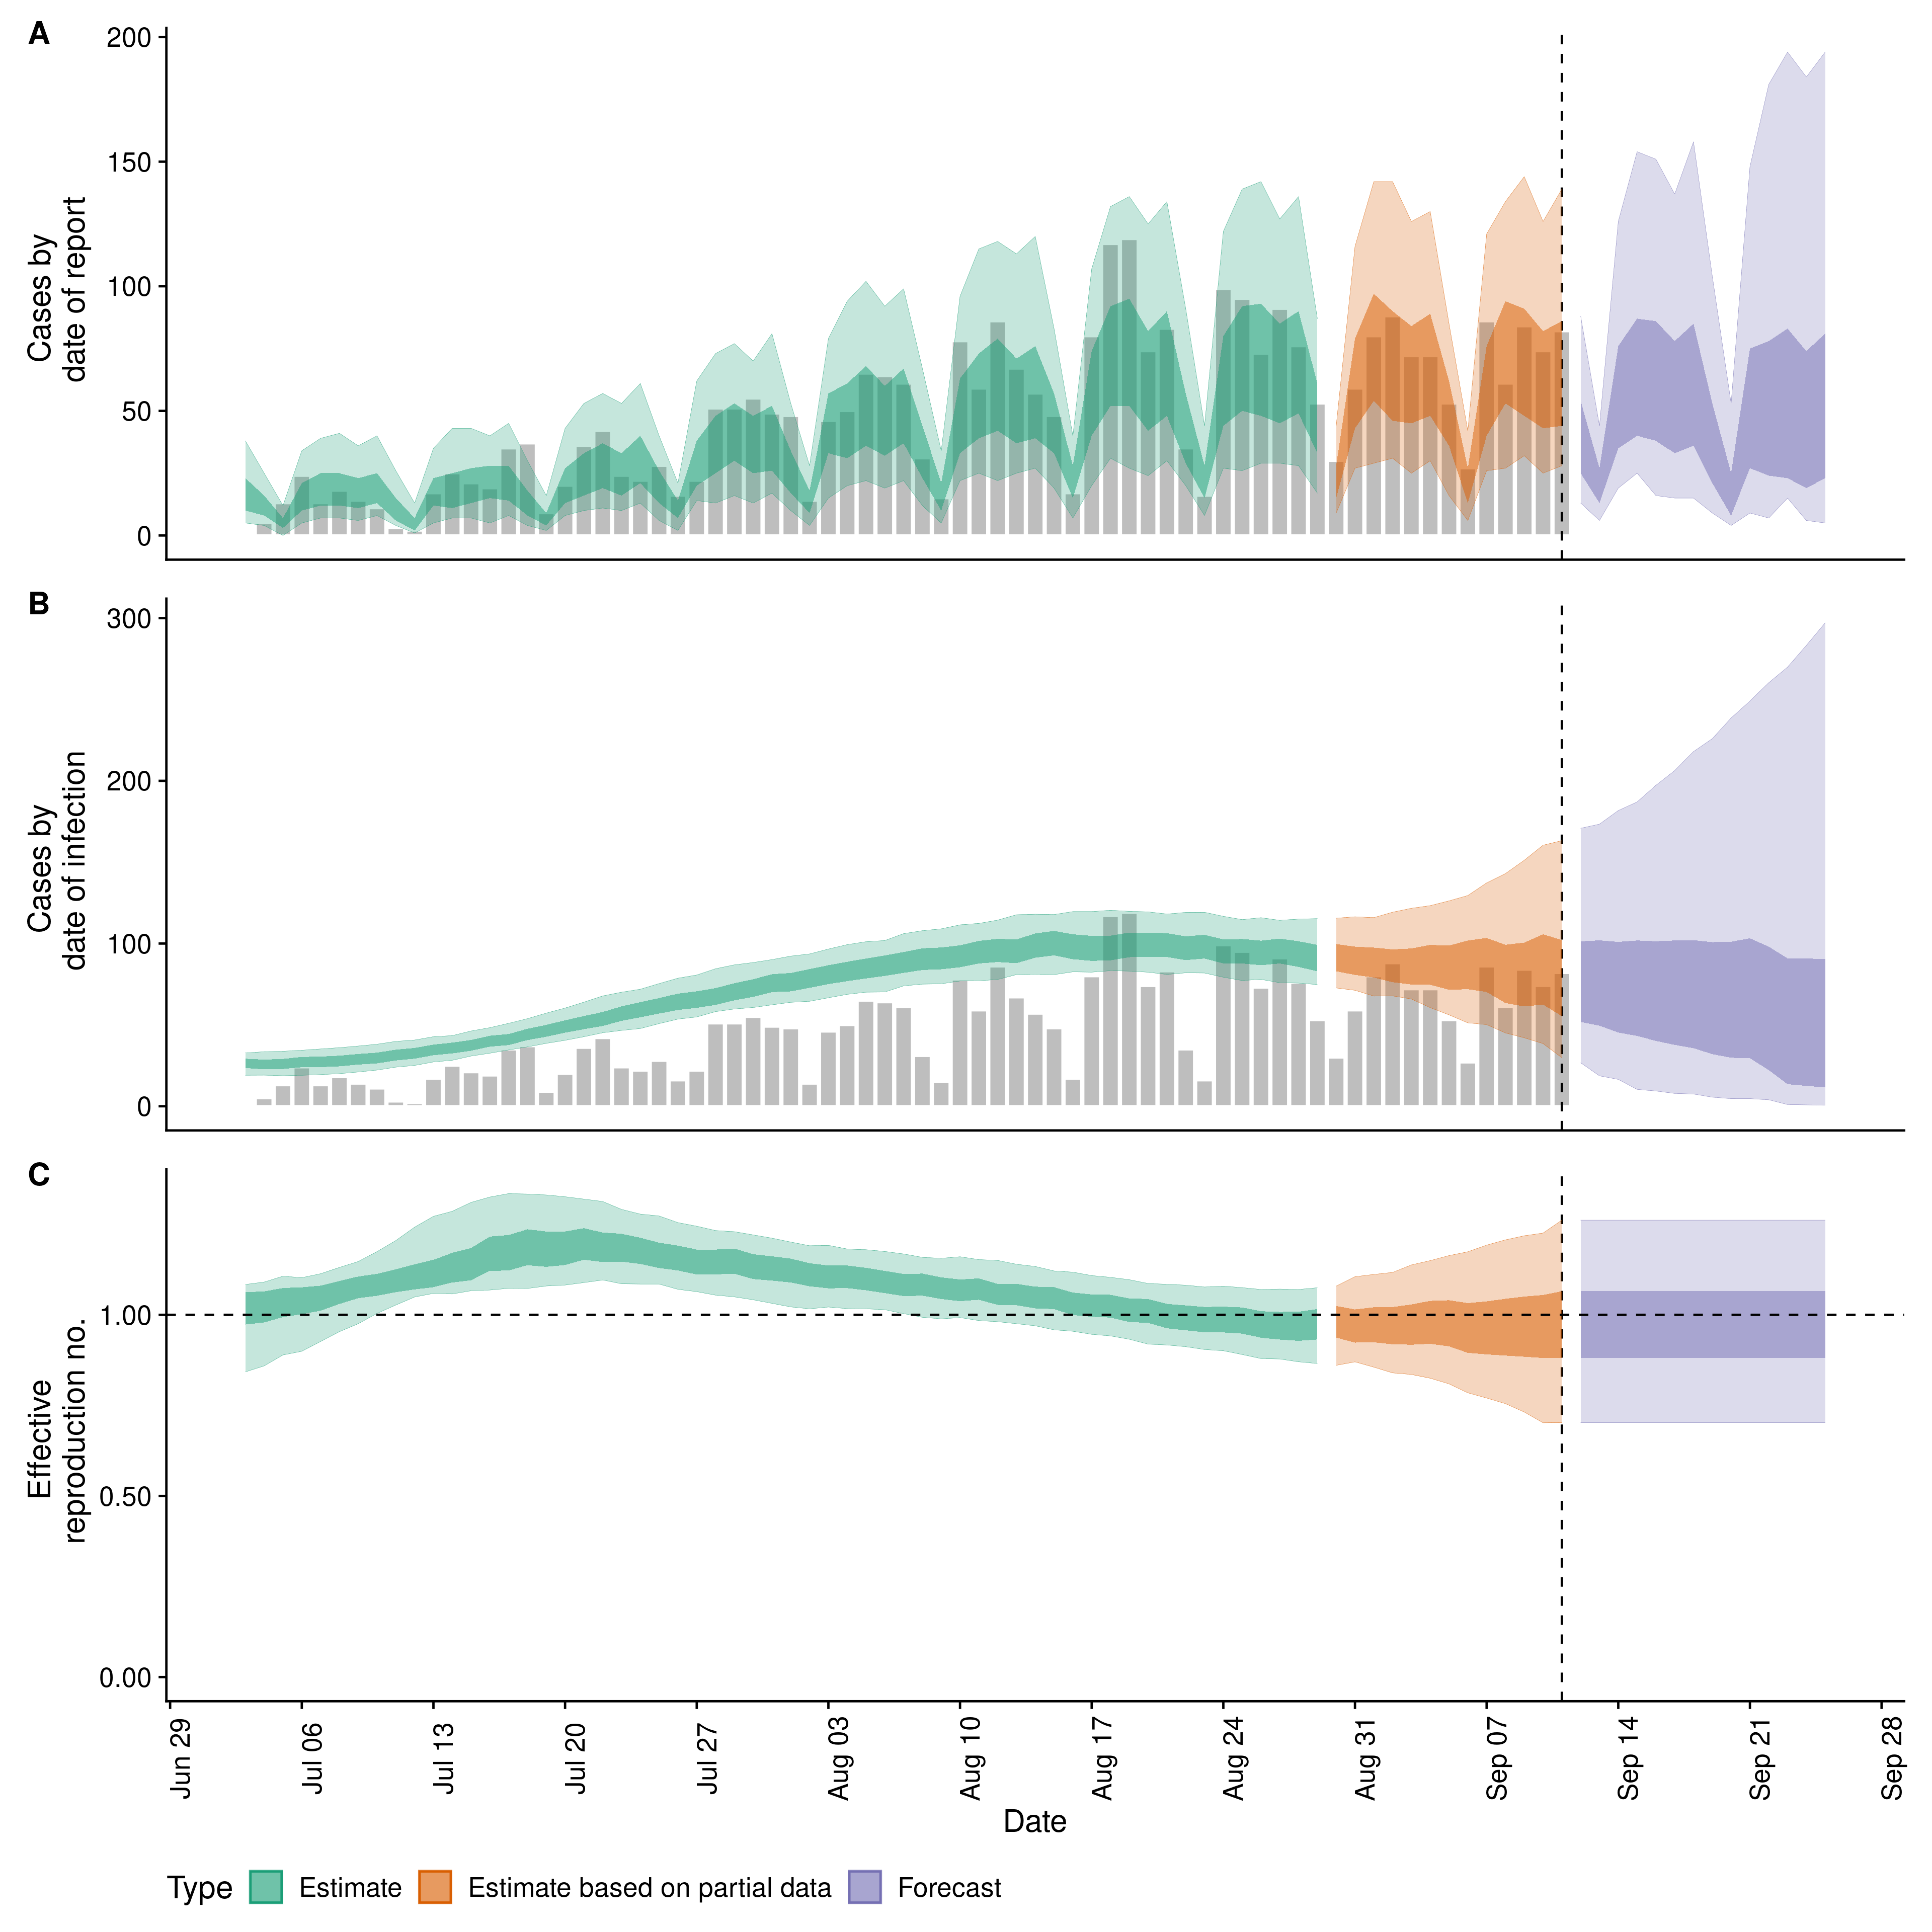 A
200
150
100
50
0
Cases by
date of report
B
300
200
100
0
Cases by
date of infection
C
1.00
0.50
0.00
Effective
reproduction no.
Jun 29
Jul 06
Jul 13
Jul 20
Jul 27
Aug 03
Aug 10
Aug 17
Aug 24
Aug 31
Sep 07
Sep 14
Sep 21
Sep 28
Date
Type Estimate Estimate based on partial data Forecast